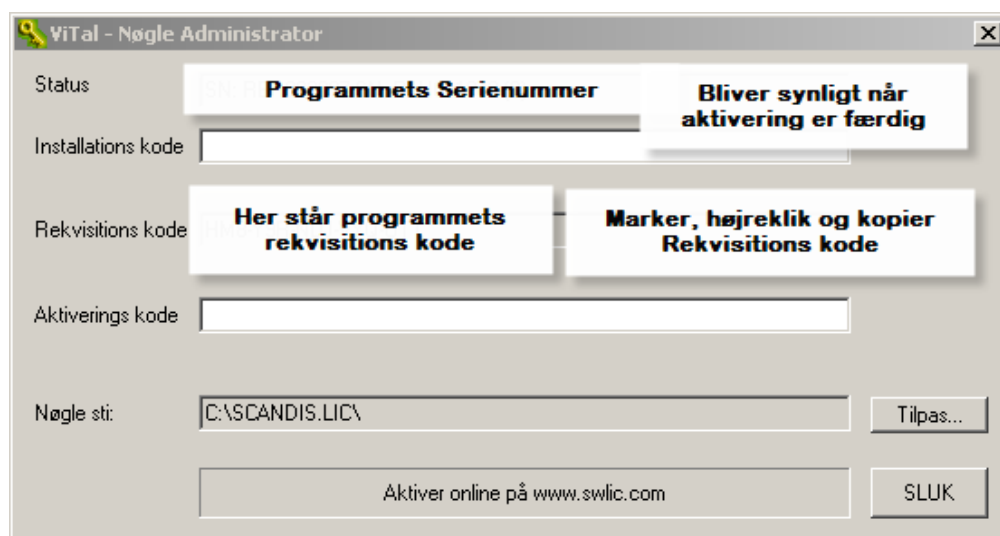 ViTal - Nøgle Administrator
Status
Programmets Serienummer
Bliver synligt når
aktivering er færdig
Installations kode
Rekvisitions kode
Her står programmets
rekvisitions kode
Marker, højreklik og kopier
Rekvisitions kode
Aktiverings kode
Nøgle sti:
C:\SCANDIS.LIC\
Tilpas...
Aktiver online på www.swlic.com
SLUK